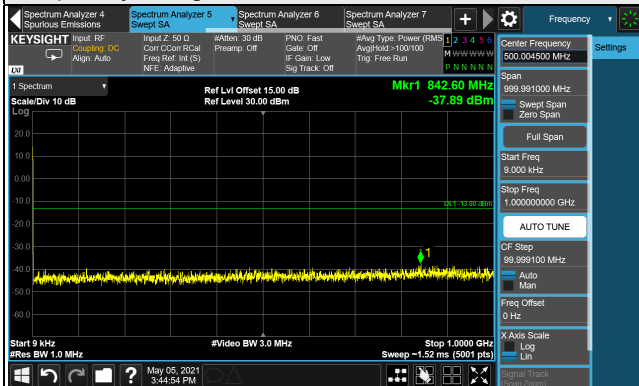 Spectrum Analyzer 4
Spurious Emissions
Spectrum Analyzer 5
Swept SA
Spectrum Analyzer 6
Swept SA
Spectrum Analyzer 7
Swept SA
+
Frequency
KEYSIGHT
Input: RF
Coupling: DC
Align: Auto
Input Z: 50 Ω
Corr CCorr RCal
Freq Ref: Int (S)
NFE: Adaptive
#Atten: 30 dB
Preamp: Off
PNO: Fast
Gate: Off
IF Gain: Low
Sig Track: Off
#Avg Type: Power (RMS
Avg|Hold:>100/100
Trig: Free Run
1 2 3 4 5 6
M W W W W W
P N N N N N
LXI
1 Spectrum
Scale/Div 10 dB
Log
Ref Lvl Offset 15.00 dB
Ref Level 30.00 dBm
Mkr1 842.60 MHz
-37.89 dBm
20.0
10.0
0.00
-10.0
-20.0
-30.0
-40.0
-50.0
-60.0
DL1 -13.00 dBm
1
Start 9 kHz
#Res BW 1.0 MHz
#Video BW 3.0 MHz
Stop 1.0000 GHz
Sweep ~1.52 ms (5001 pts)
May 05, 2021
3:44:54 PM
?
Center Frequency
500.004500 MHz
Span
999.991000 MHz
Swept Span
Zero Span
Full Span
Start Freq
9.000 kHz
Stop Freq
1.000000000 GHz
AUTO TUNE
CF Step
99.999100 MHz
Auto
Man
Freq Offset
0 Hz
X Axis Scale
Log
Lin
Signal Track
(Span Zoom)
Settings